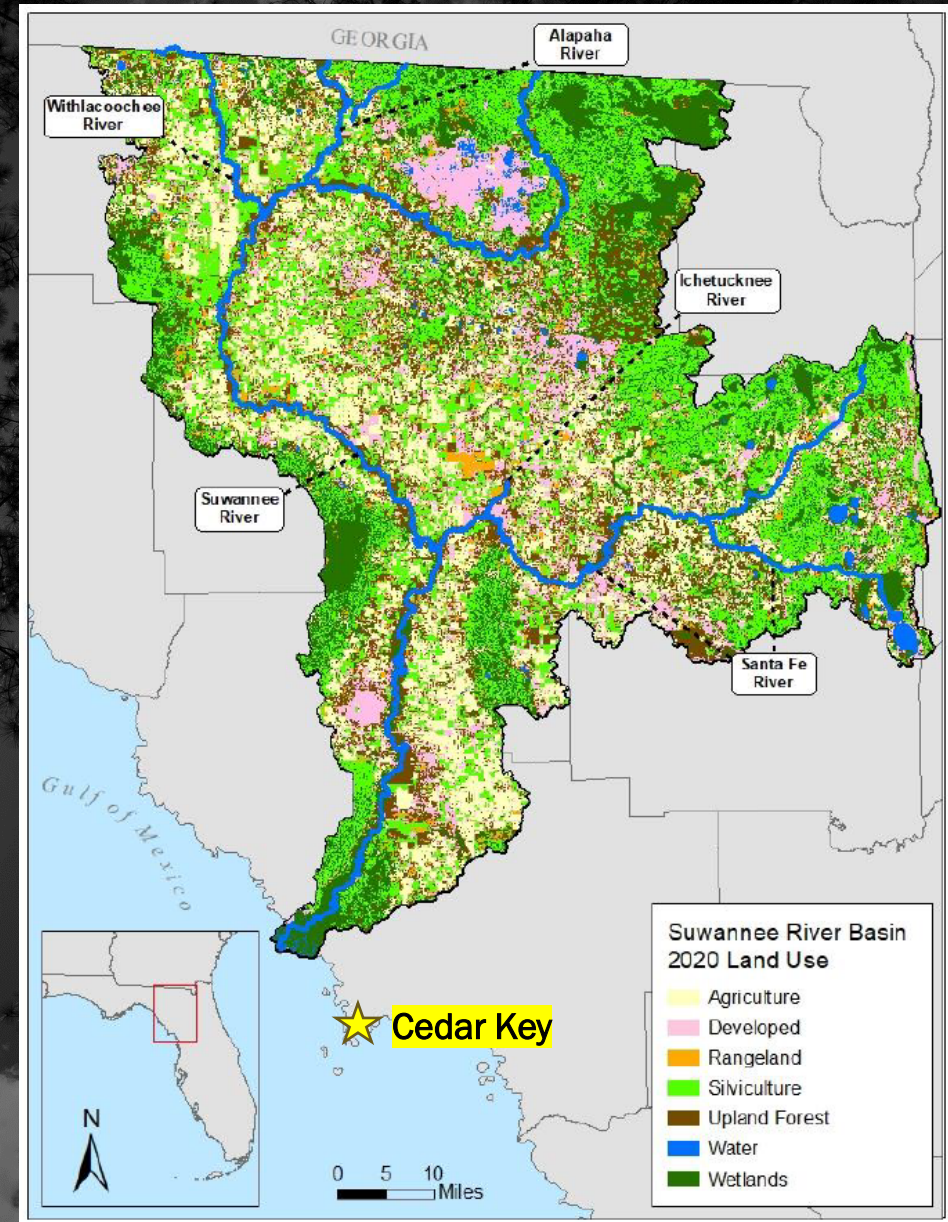 GEORGIA
Alapaha
River
Withlacoochee
River
Ichetucknee
River
Suwannee
River
Santa Fe
River
Gulf of Mexico
Suwannee River Basin
2020 Land Use
Agriculture
Developed
Rangeland
Silviculture
Upland Forest
Water
Wetlands
Cedar Key
N
0 5 10
Miles